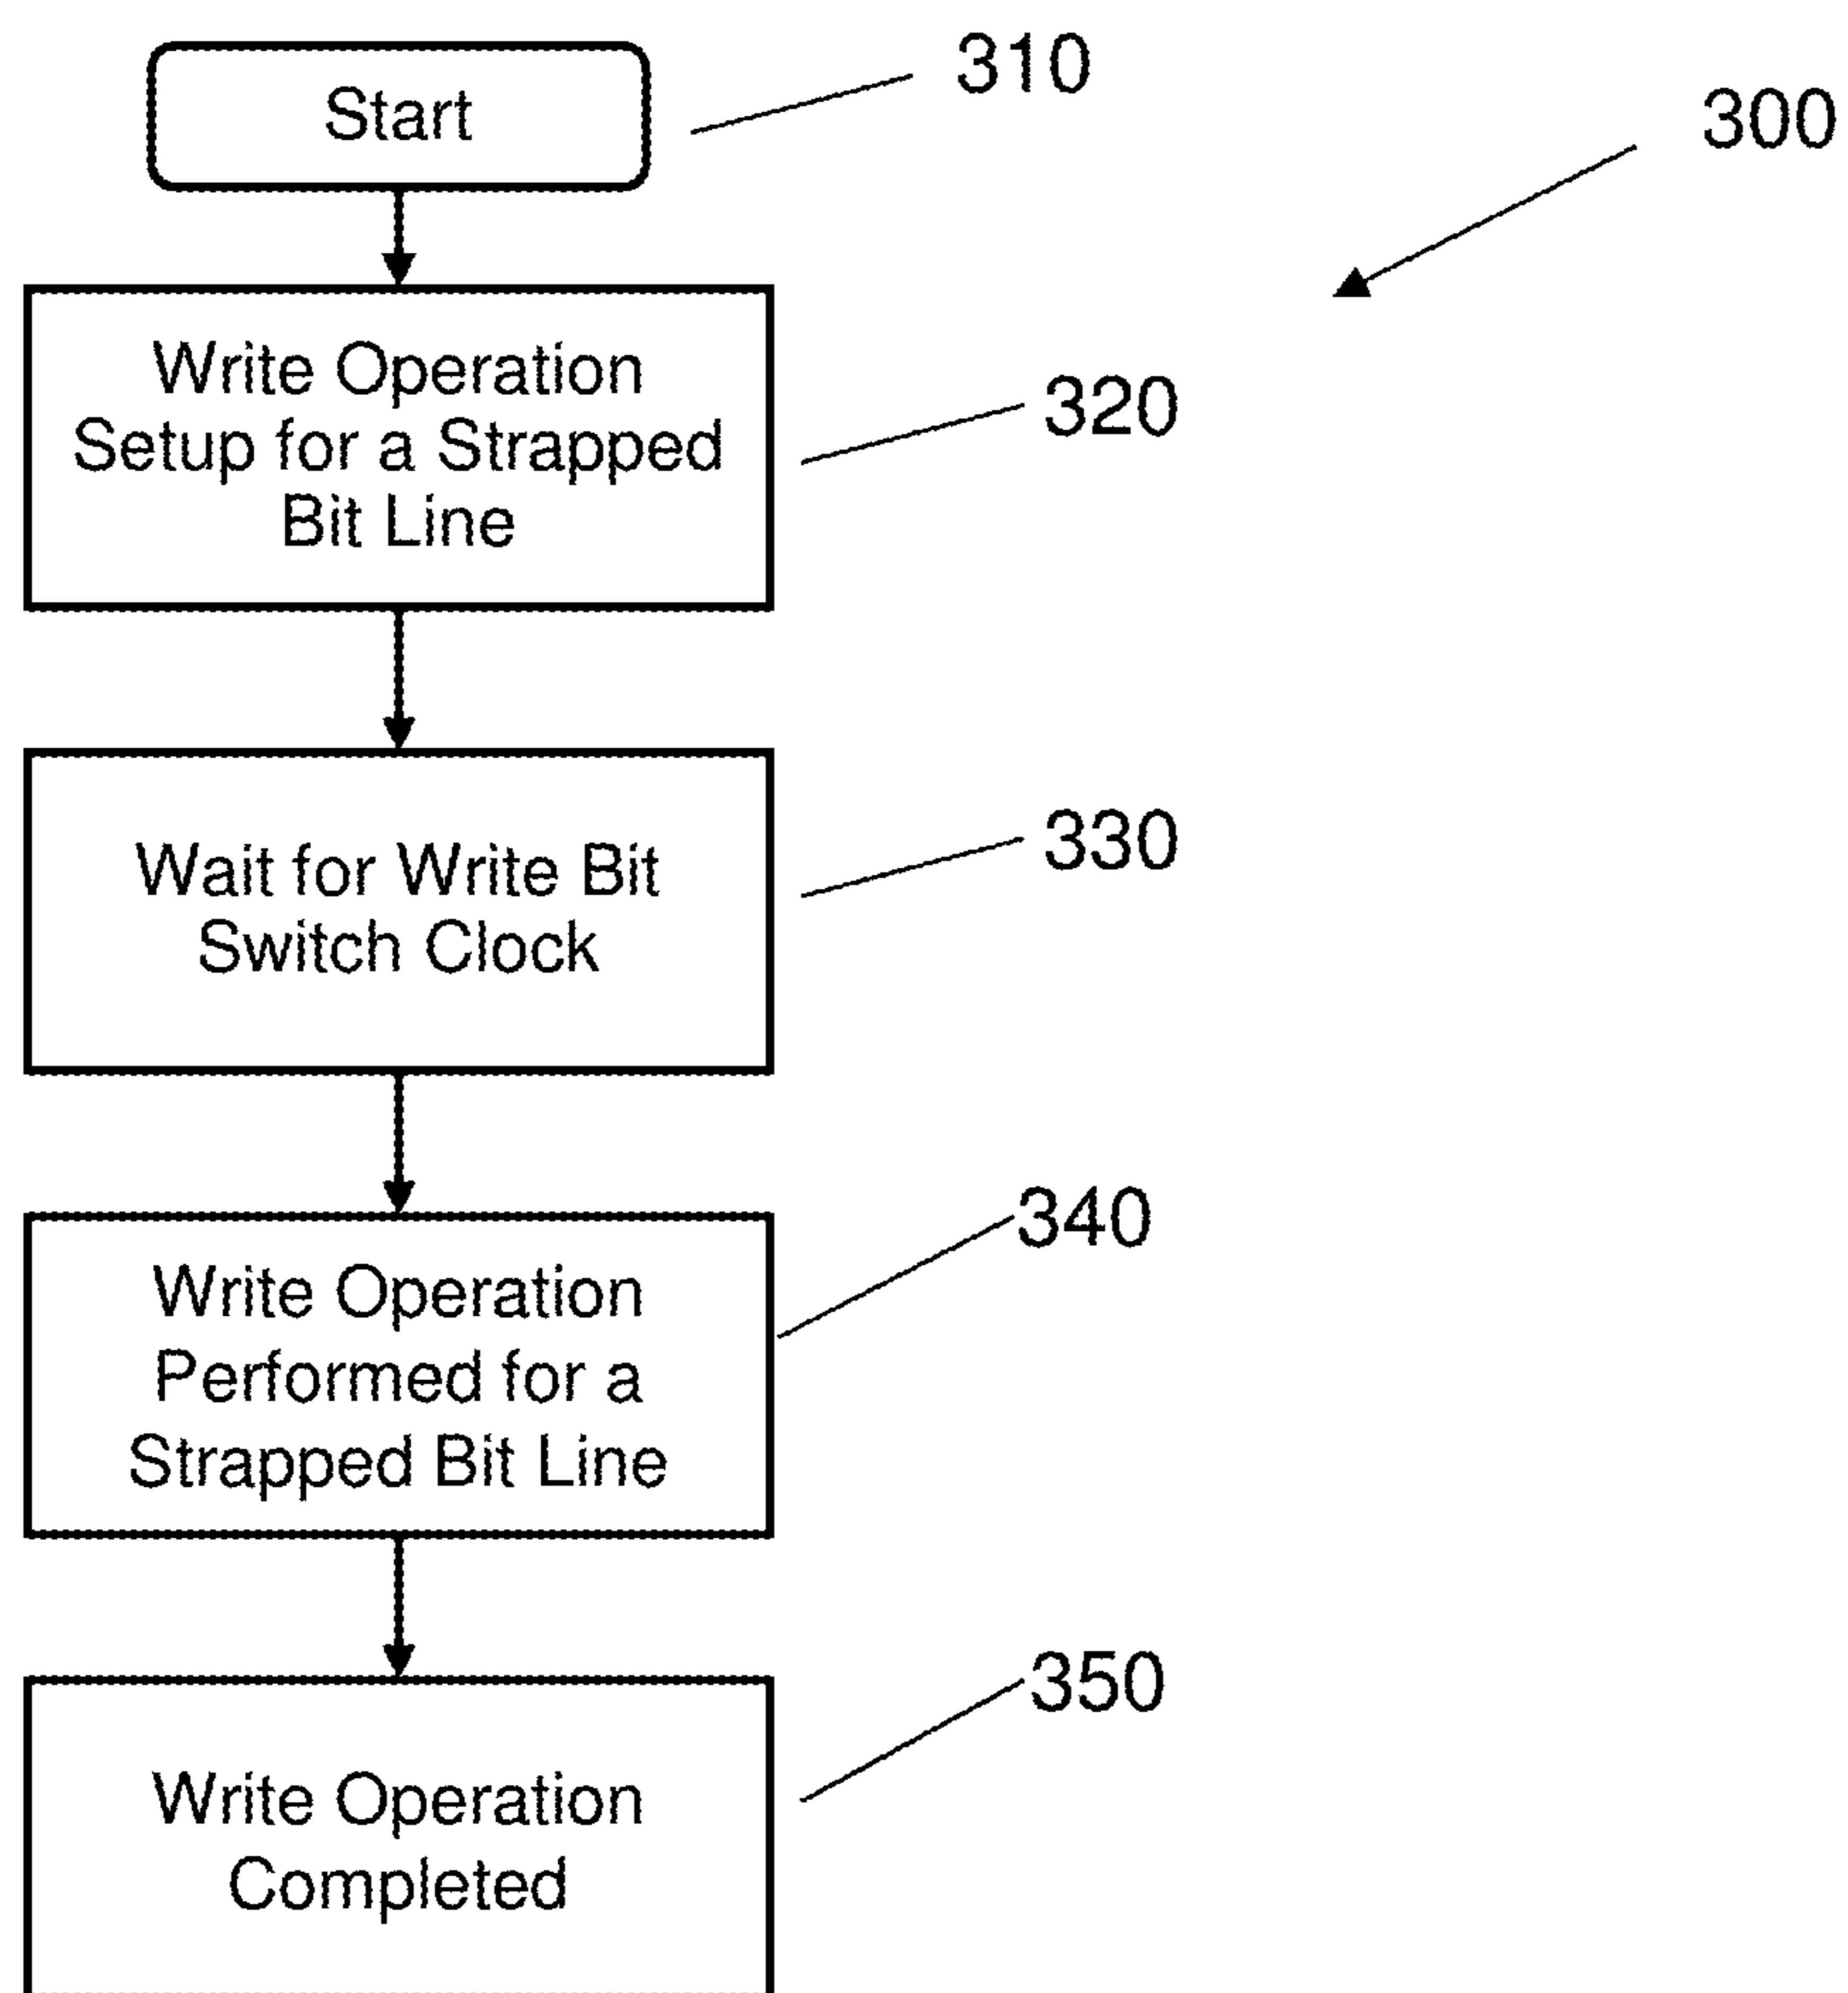 Start
310
300
Write Operation
Setup for a Strapped
Bit Line
320
Wait for Write Bit
Switch Clock
330
Write Operation
Performed for a
Strapped Bit Line
340
Write Operation
Completed
350